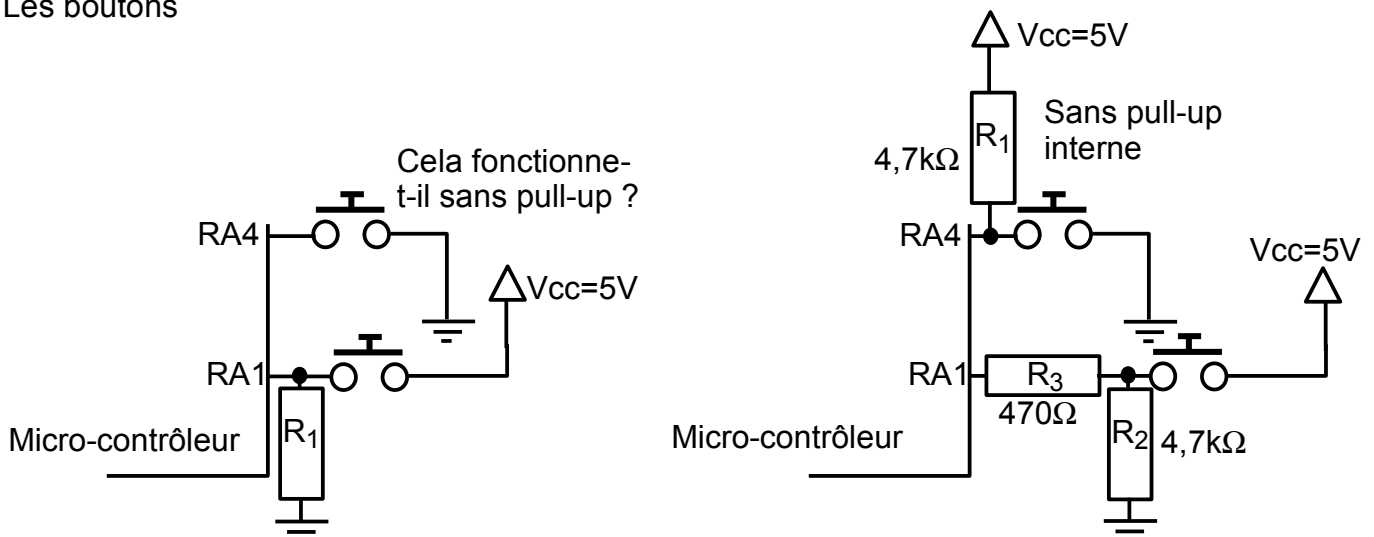 Les boutons
Cela fonctionne-
t-il sans pull-up ?
RA4
Vcc=5V
RA1
R1
Micro-contrôleur
Vcc=5V
Sans pull-up
interne
R1
4,7kΩ
RA4
Vcc=5V
RA1
R3
470Ω
R2
4,7kΩ
Micro-contrôleur